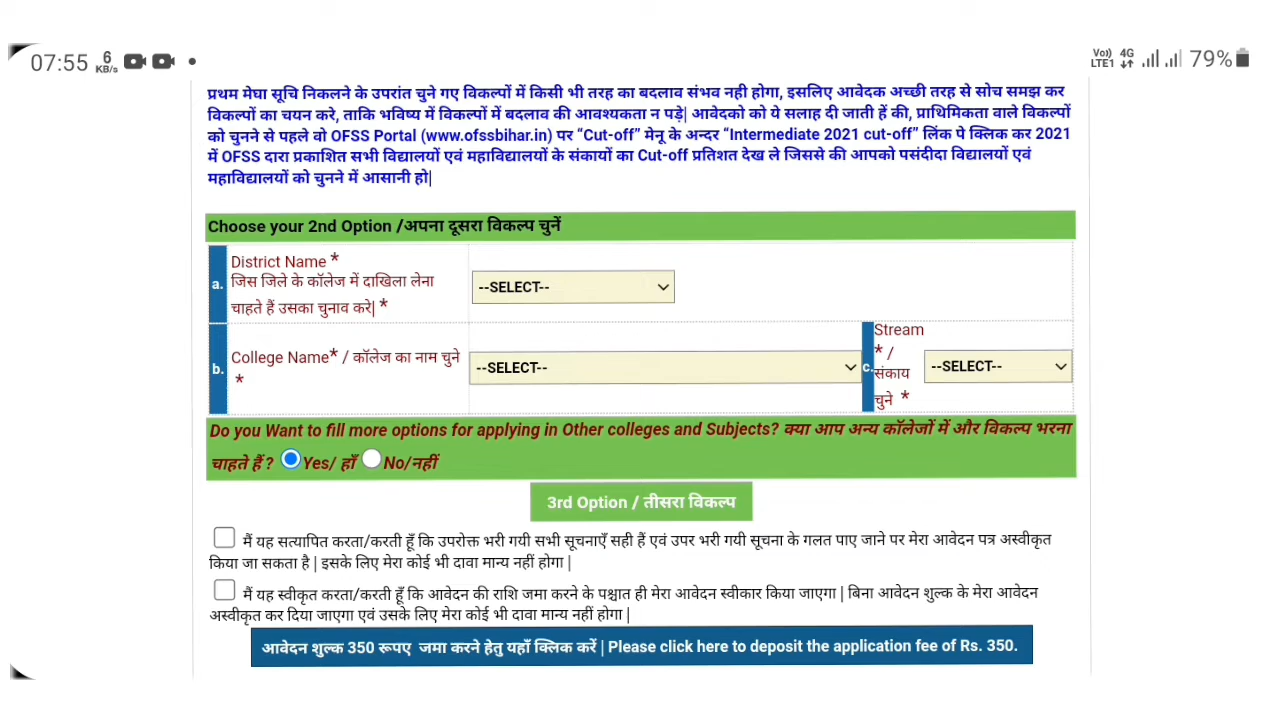 07:55 6 KB/s
Vo)) LTE1 4G 79%
प्रथम मेघा सूचि निकलने के उपरांत चुने गए विकल्पों में किसी भी तरह का बदलाव संभव नही होगा, इसलिए आवेदक अच्छी तरह से सोच समझ कर
विकल्पों का चयन करे, ताकि भविष्य में विकल्पों में बदलाव की आवश्यकता न पड़े| आवेदको को ये सलाह दी जाती हैं की, प्राथिमिकता वाले विकल्पों
को चुनने से पहले वो OFSS Portal (www.ofssbihar.in) पर “Cut-off” मेनू के अन्दर “Intermediate 2021 cut-off” लिंक पे क्लिक कर 2021
में OFSS दारा प्रकाशित सभी विद्यालयों एवं महाविद्यालयों के संकायों का Cut-off प्रतिशत देख ले जिससे की आपको पसंदीदा विद्यालयों एवं
महाविद्यालयों को चुनने में आसानी हो|
Choose your 2nd Option /अपना दूसरा विकल्प चुनें
a. District Name *
जिस जिले के कॉलेज में दाखिला लेना
चाहते हैं उसका चुनाव करे| *
--SELECT--
b. College Name* / कॉलेज का नाम चुने
*
--SELECT--
c. Stream
* /
संकाय
चुने *
--SELECT--
Do you Want to fill more options for applying in Other colleges and Subjects? क्या आप अन्य कॉलेजों में और विकल्प भरना
चाहते हैं ? Yes/ हाँ No/नहीं
3rd Option / तीसरा विकल्प
मैं यह सत्यापित करता/करती हूँ कि उपरोक्त भरी गयी सभी सूचनाएँ सही हैं एवं उपर भरी गयी सूचना के गलत पाए जाने पर मेरा आवेदन पत्र अस्वीकृत
किया जा सकता है | इसके लिए मेरा कोई भी दावा मान्य नहीं होगा |
मैं यह स्वीकृत करता/करती हूँ कि आवेदन की राशि जमा करने के पश्चात ही मेरा आवेदन स्वीकार किया जाएगा | बिना आवेदन शुल्क के मेरा आवेदन
अस्वीकृत कर दिया जाएगा एवं उसके लिए मेरा कोई भी दावा मान्य नहीं होगा |
आवेदन शुल्क 350 रूपए जमा करने हेतु यहाँ क्लिक करें | Please click here to deposit the application fee of Rs. 350.